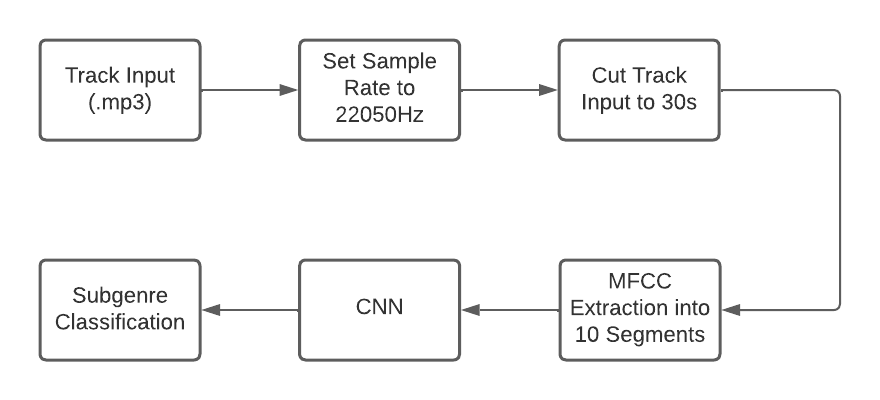 Track Input
(.mp3)
Set Sample
Rate to
22050Hz
Cut Track
Input to 30s
MFCC
Extraction into
10 Segments
CNN
Subgenre
Classification